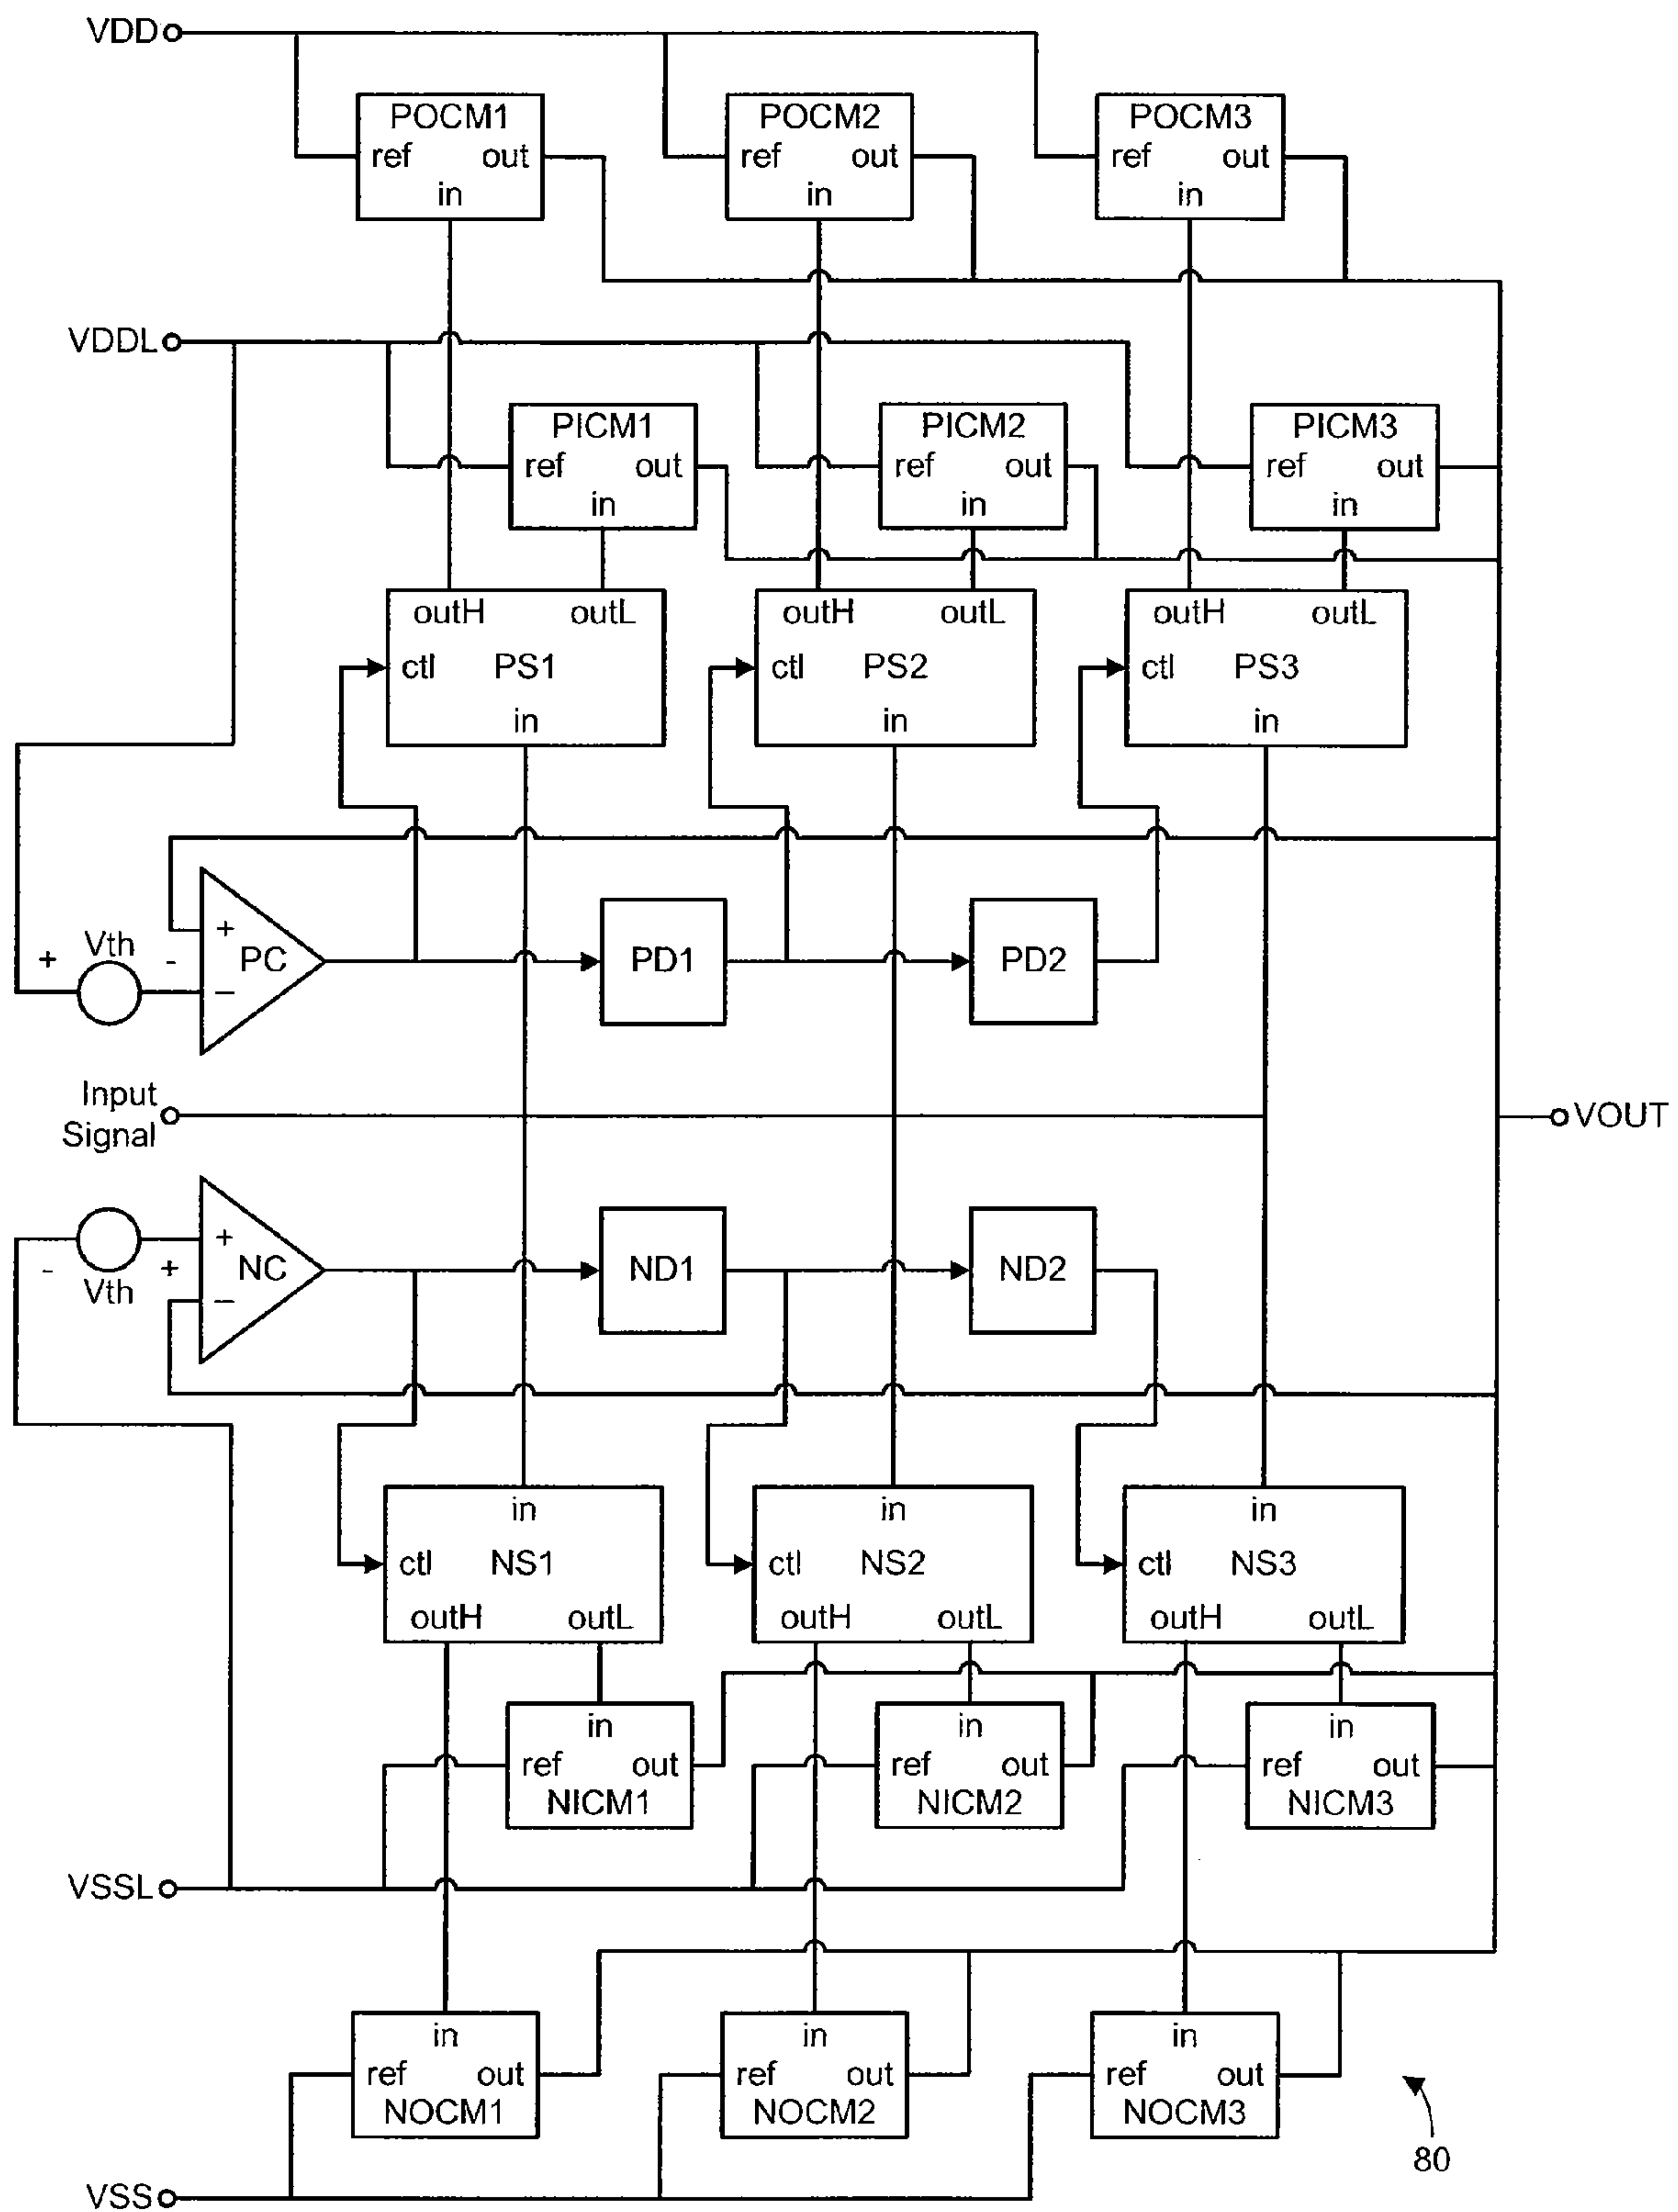 VDD
POCM1 POCM2 POCM3
ref out ref out ref out
in in in
VDDL
PICM1 PICM2 PICM3
ref out ref out ref out
in in in
outH outL outH outL outH outL
ctl PS1 ctl PS2 ctl PS3
in in in
+ Vth - + PC PD1 PD2
−
Input
Signal
VOUT
+
- Vth + NC ND1 ND2
−
in in in
ctl NS1 ctl NS2 ctl NS3
outH outL outH outL outH outL
in in in
ref out ref out ref out
NICM1 NICM2 NICM3
VSSL
in in in
ref out ref out ref out
NOCM1 NOCM2 NOCM3
80
VSS